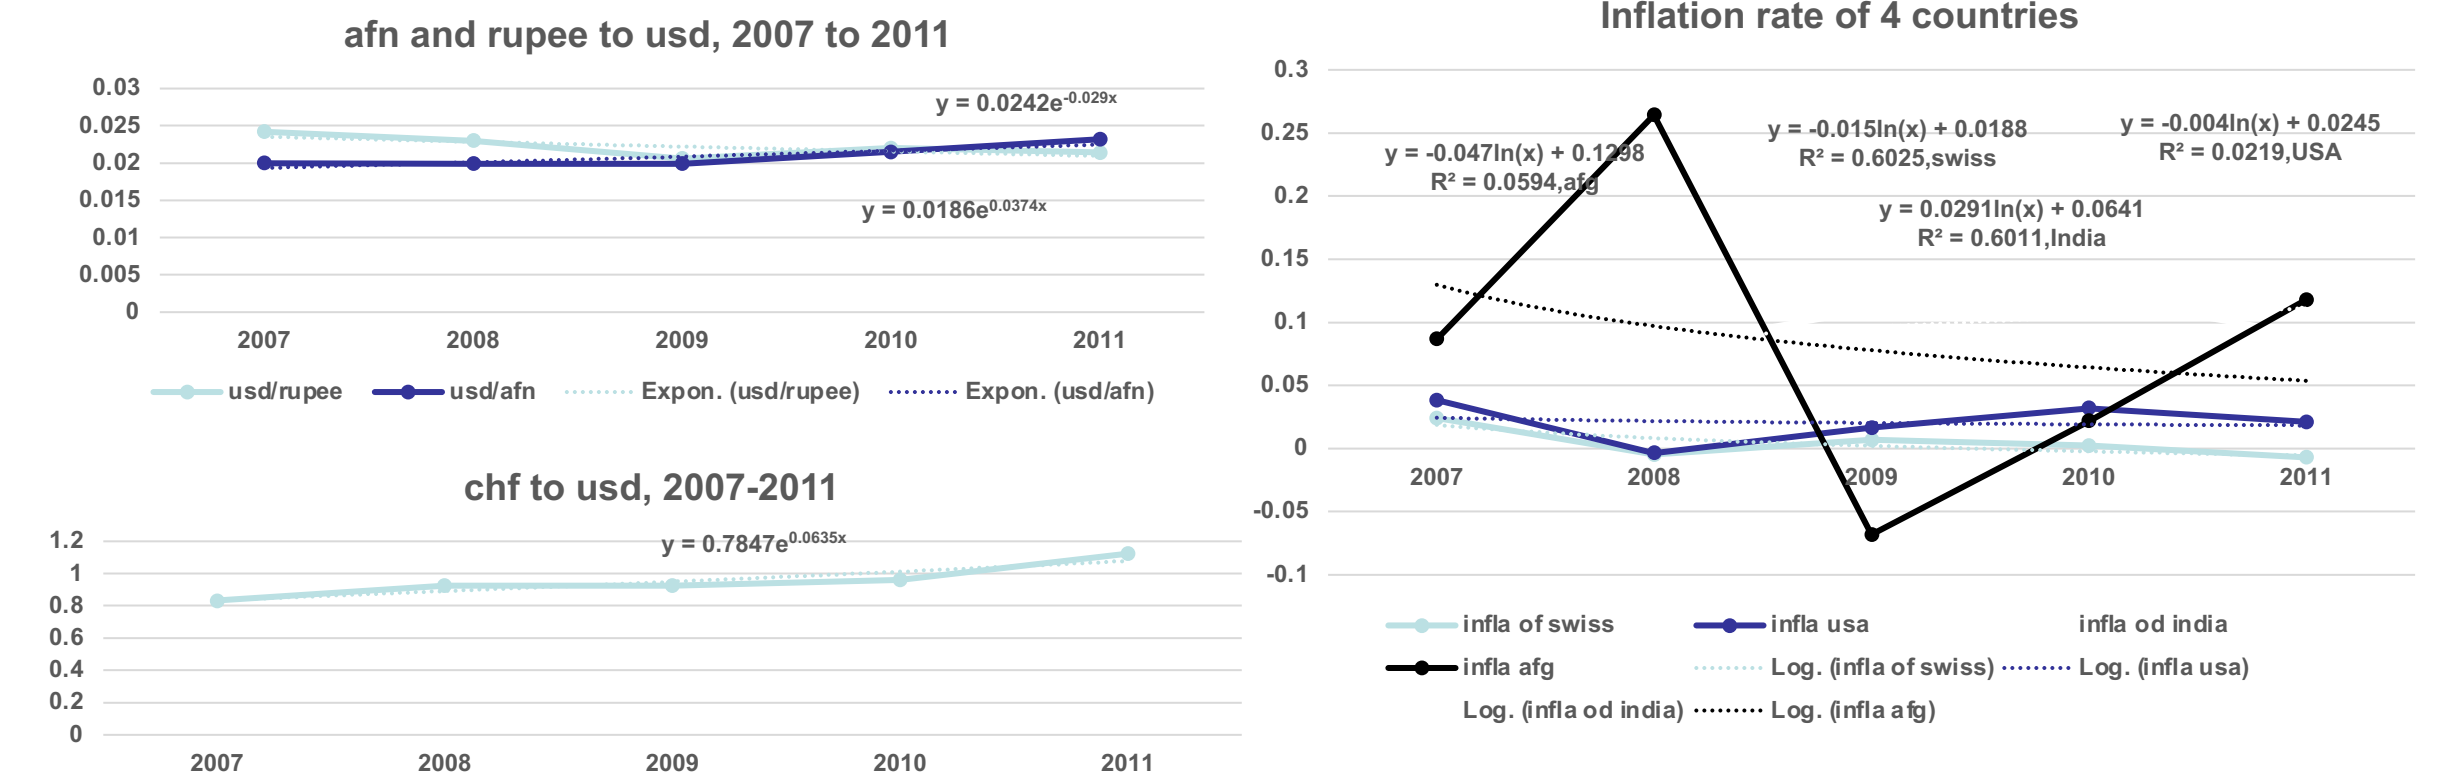 afn and rupee to usd, 2007 to 2011
0.03
0.025
0.02
0.015
0.01
0.005
0
y = 0.0242e^-0.029x
y = 0.0186e^0.0374x
2007 2008 2009 2010 2011
usd/rupee usd/afn Expon. (usd/rupee) Expon. (usd/afn)
chf to usd, 2007-2011
1.2
1
0.8
0.6
0.4
0.2
0
y = 0.7847e^0.0635x
2007 2008 2009 2010 2011
Inflation rate of 4 countries
0.3
0.25
0.2
0.15
0.1
0.05
0
-0.05
-0.1
y = -0.047ln(x) + 0.1298
R² = 0.0594,afg
y = -0.015ln(x) + 0.0188
R² = 0.6025,swiss
y = -0.004ln(x) + 0.0245
R² = 0.0219,USA
y = 0.0291ln(x) + 0.0641
R² = 0.6011,India
2007 2008 2009 2010 2011
infla of swiss infla usa infla od india
infla afg Log. (infla of swiss) Log. (infla usa)
Log. (infla od india) Log. (infla afg)